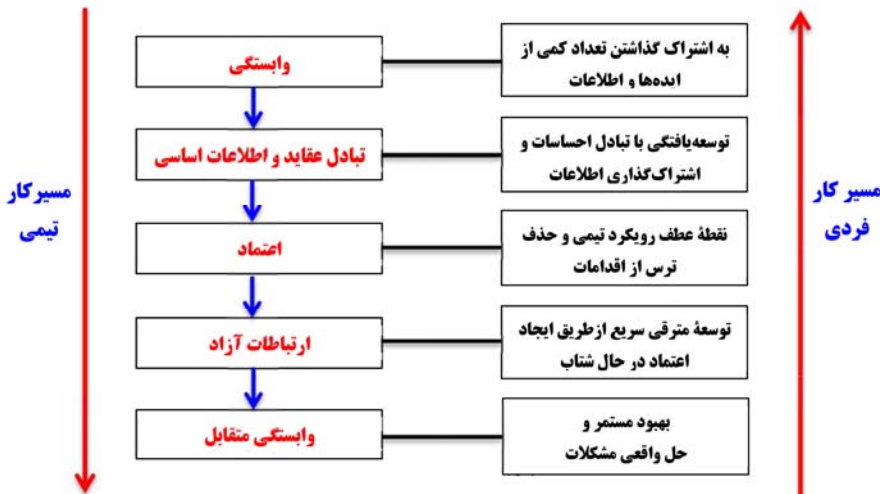 به اشتراک گذاشتن تعداد کمی از
ایده‌ها و اطلاعات
وابستگی
توسعه‌یافتگی با تبادل احساسات و
اشتراک‌گذاری اطلاعات
تبادل عقاید و اطلاعات اساسی
مسیر کار
فردی
نقطهٔ عطف رویکرد تیمی و حذف
ترس از اقدامات
اعتماد
مسیر کار
تیمی
توسعهٔ مترقی سریع ازطریق ایجاد
اعتماد در حال شتاب
ارتباطات آزاد
بهبود مستمر و
حل واقعی مشکلات
وابستگی متقابل